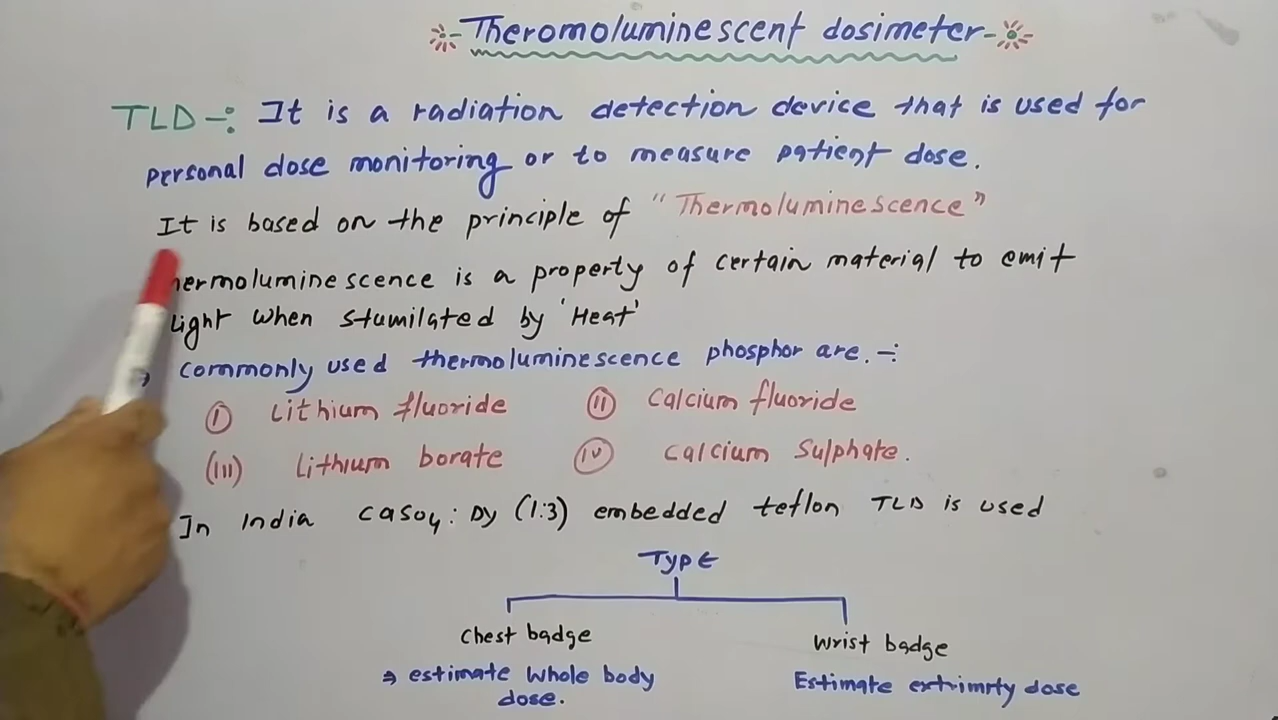 Theromoluminescent dosimeter
TLD -: It is a radiation detection device that is used for
personal dose monitoring or to measure patient dose.
It is based on the principle of "Thermoluminescence"
hermoluminescence is a property of certain material to emit
light when stumilated by 'Heat'
commonly used thermoluminescence phosphor are. -:
(i) Lithium fluoride (ii) Calcium fluoride
(iii) Lithium borate (iv) Calcium Sulphate.
In India CaSO4: Dy (1:3) embedded teflon TLD is used
Type
Chest badge Wrist badge
⇒ estimate whole body Estimate extrimrty dose
dose.